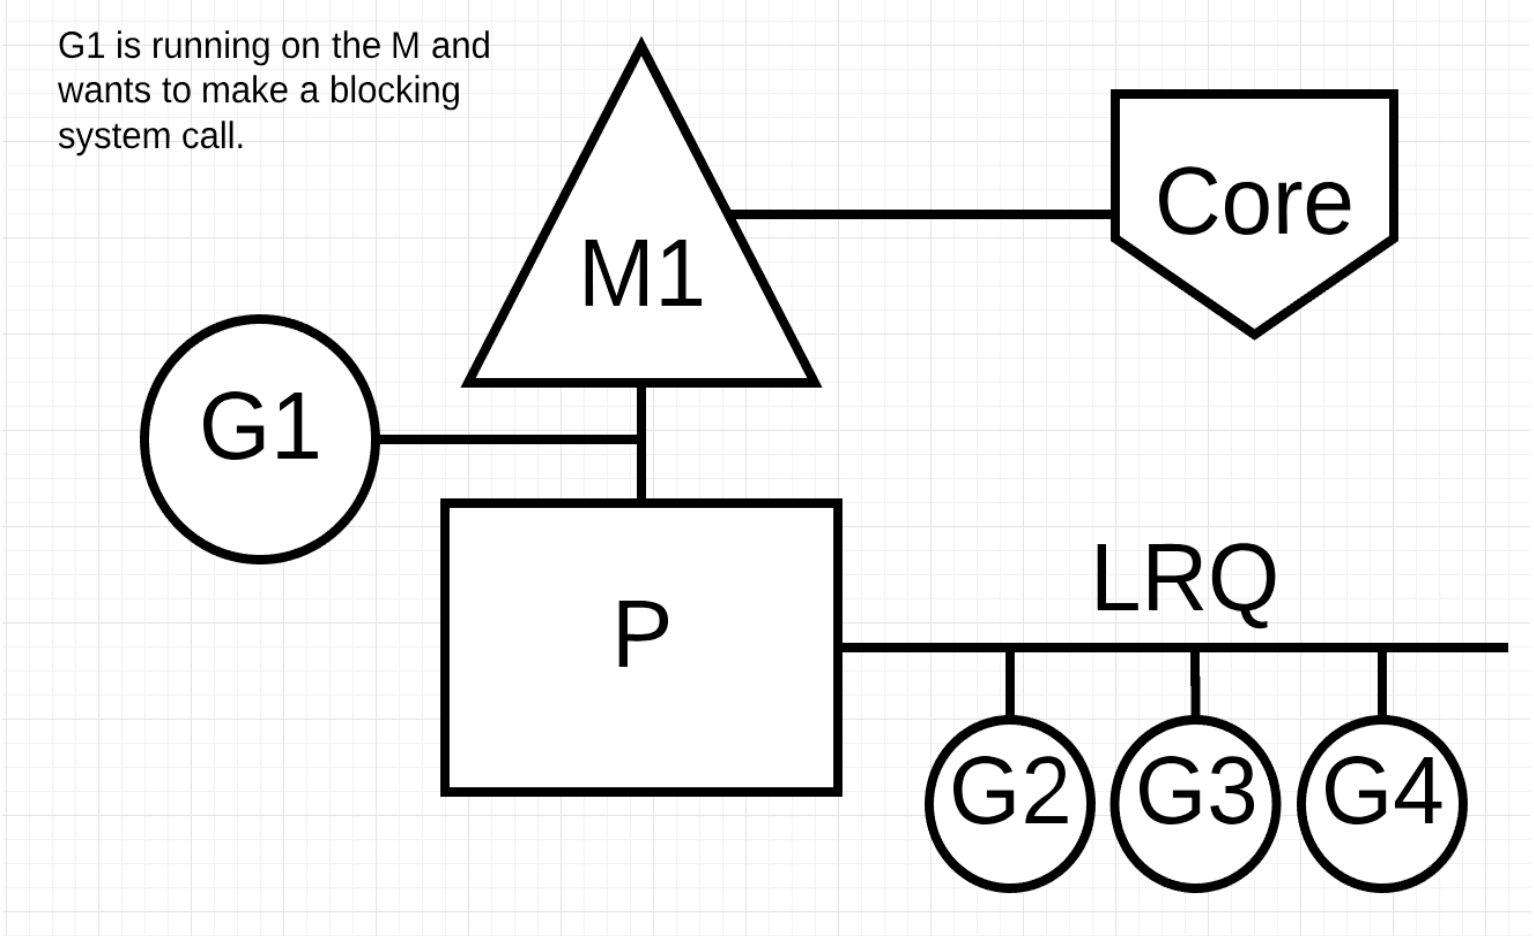 G1 is running on the M and
wants to make a blocking
system call.
Core
M1
G1
LRQ
P
G2 G3 G4